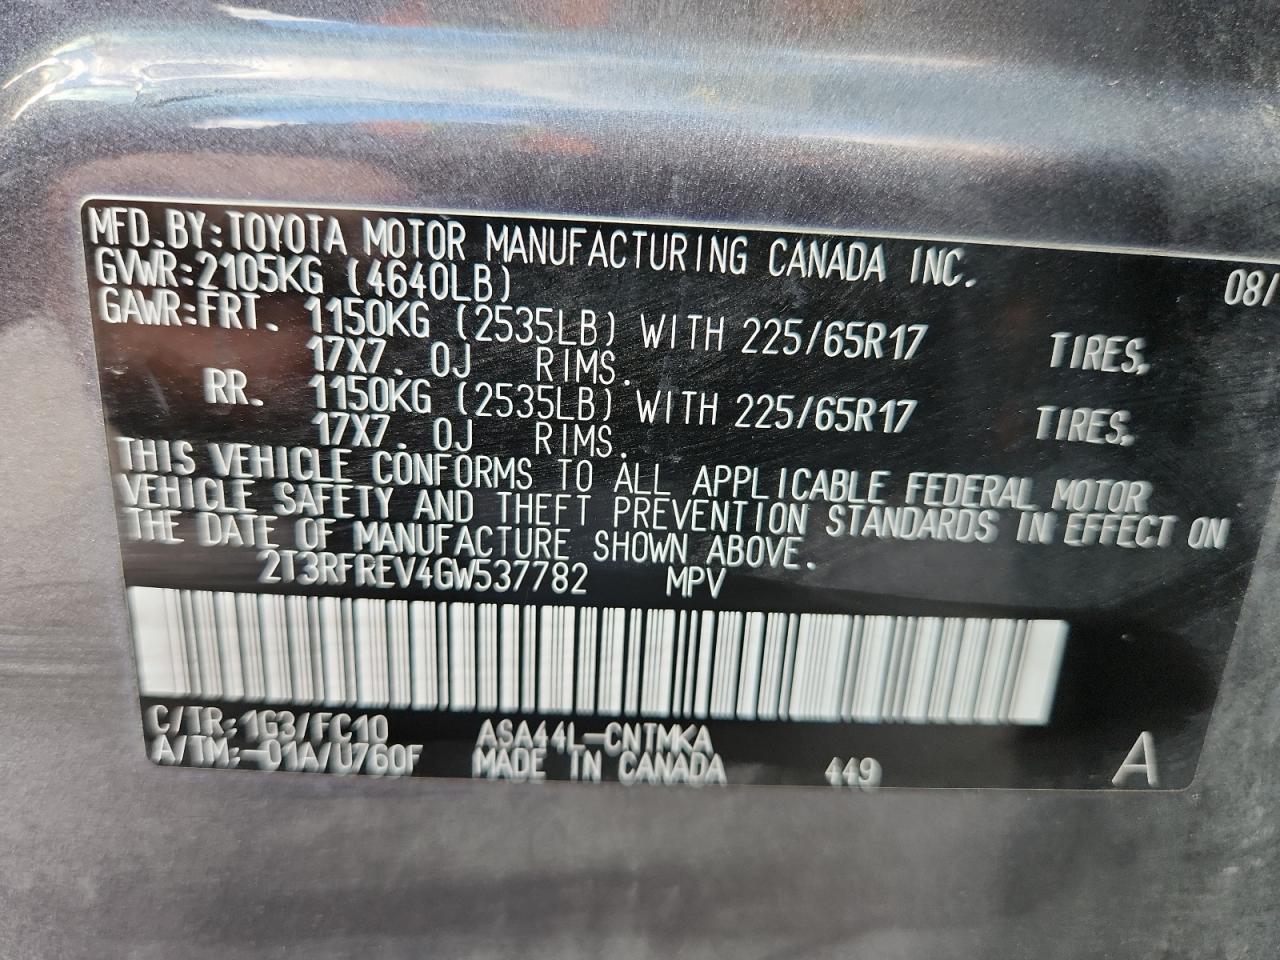 MFD.BY:TOYOTA MOTOR MANUFACTURING CANADA INC. 08/
GVWR:2105KG (4640LB)
GAWR:FRT. 1150KG (2535LB) WITH 225/65R17 TIRES,
17X7. 0J RIMS.
RR. 1150KG (2535LB) WITH 225/65R17 TIRES,
17X7. 0J RIMS.
THIS VEHICLE CONFORMS TO ALL APPLICABLE FEDERAL MOTOR
VEHICLE SAFETY AND THEFT PREVENTION STANDARDS IN EFFECT ON
THE DATE OF MANUFACTURE SHOWN ABOVE.
2T3RFREV4GW537782 MPV
C/TR:1G3/FC10 ASA44L-CNTMKA
A/TM:-01A/U760F MADE IN CANADA 449 A